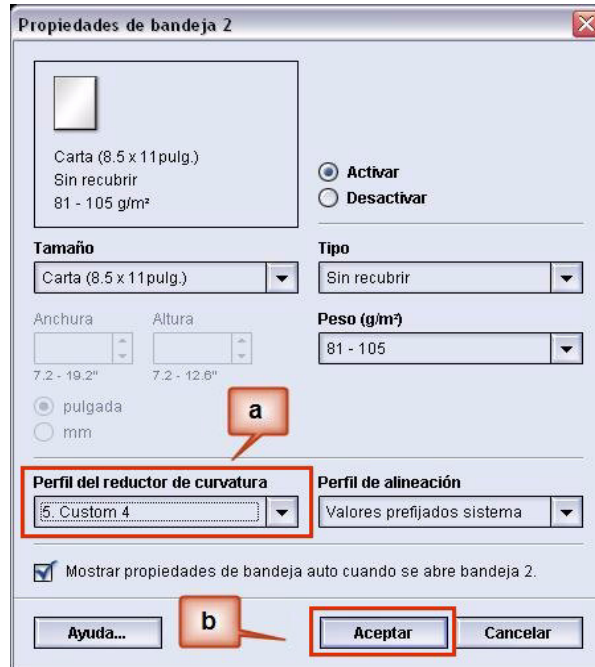 Propiedades de bandeja 2
Carta (8.5 x 11pulg.)
Sin recubrir
81 - 105 g/m²
Activar
Desactivar
Tamaño
Tipo
Carta (8.5 x 11pulg.)
Sin recubrir
Anchura
Altura
Peso (g/m²)
81 - 105
7.2 - 19.2"
7.2 - 12.6"
pulgada
mm
a
Perfil del reductor de curvatura
Perfil de alineación
5. Custom 4
Valores prefijados sistema
Mostrar propiedades de bandeja auto cuando se abre bandeja 2.
b
Ayuda...
Aceptar
Cancelar